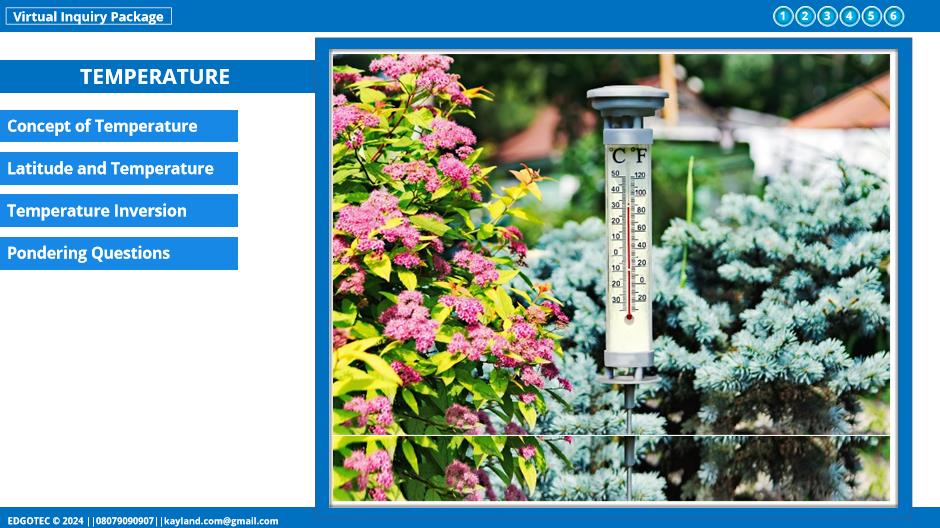 Virtual Inquiry Package
1 2 3 4 5 6
TEMPERATURE
Concept of Temperature
Latitude and Temperature
Temperature Inversion
Pondering Questions
°C °F
50 120
40 100
30 80
20 60
10 40
0 20
10 0
20 20
30
EDGOTEC © 2024 ||08079090907||kayland.com@gmail.com